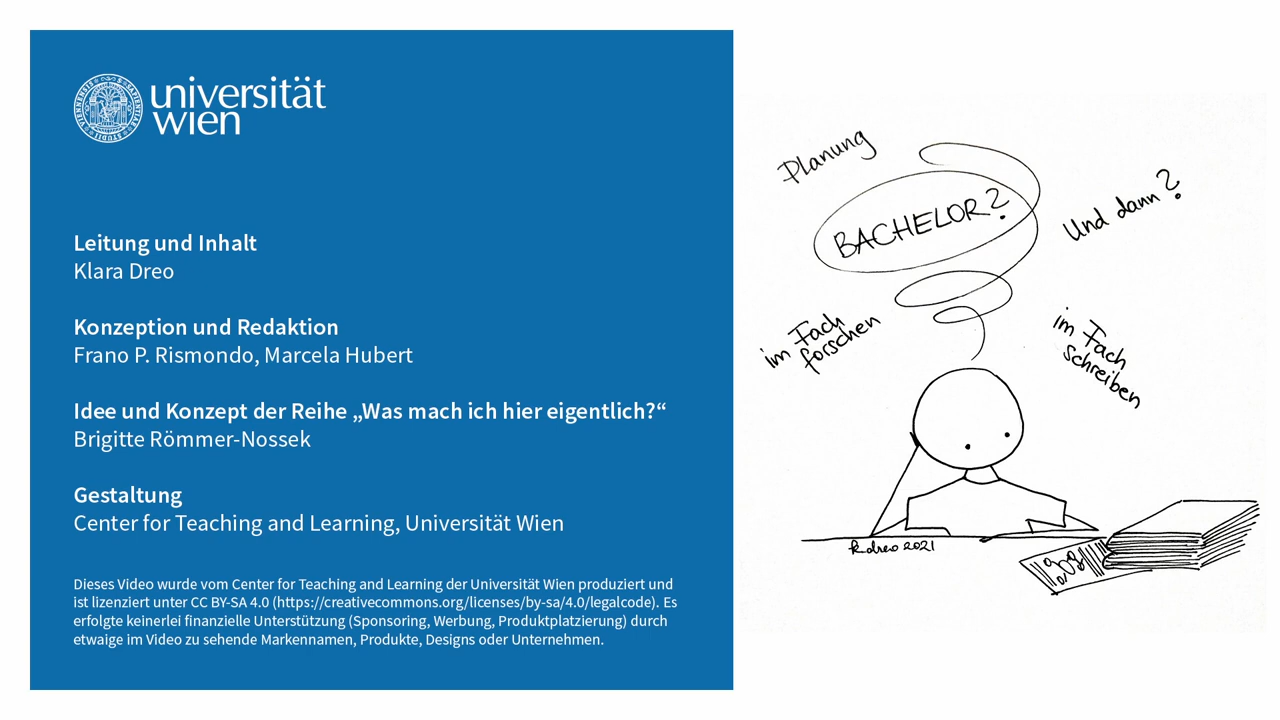 universität
wien
Leitung und Inhalt
Klara Dreo
Konzeption und Redaktion
Frano P. Rismondo, Marcela Hubert
Idee und Konzept der Reihe „Was mach ich hier eigentlich?“
Brigitte Römmer-Nossek
Gestaltung
Center for Teaching and Learning, Universität Wien
Dieses Video wurde vom Center for Teaching and Learning der Universität Wien produziert und
ist lizenziert unter CC BY-SA 4.0 (https://creativecommons.org/licenses/by-sa/4.0/legalcode). Es
erfolgte keinerlei finanzielle Unterstützung (Sponsoring, Werbung, Produktplatzierung) durch
etwaige im Video zu sehende Markennamen, Produkte, Designs oder Unternehmen.
Planung
BACHELOR?
Und dann?
im Fach
forschen
im Fach
schreiben
k. dreo 2021